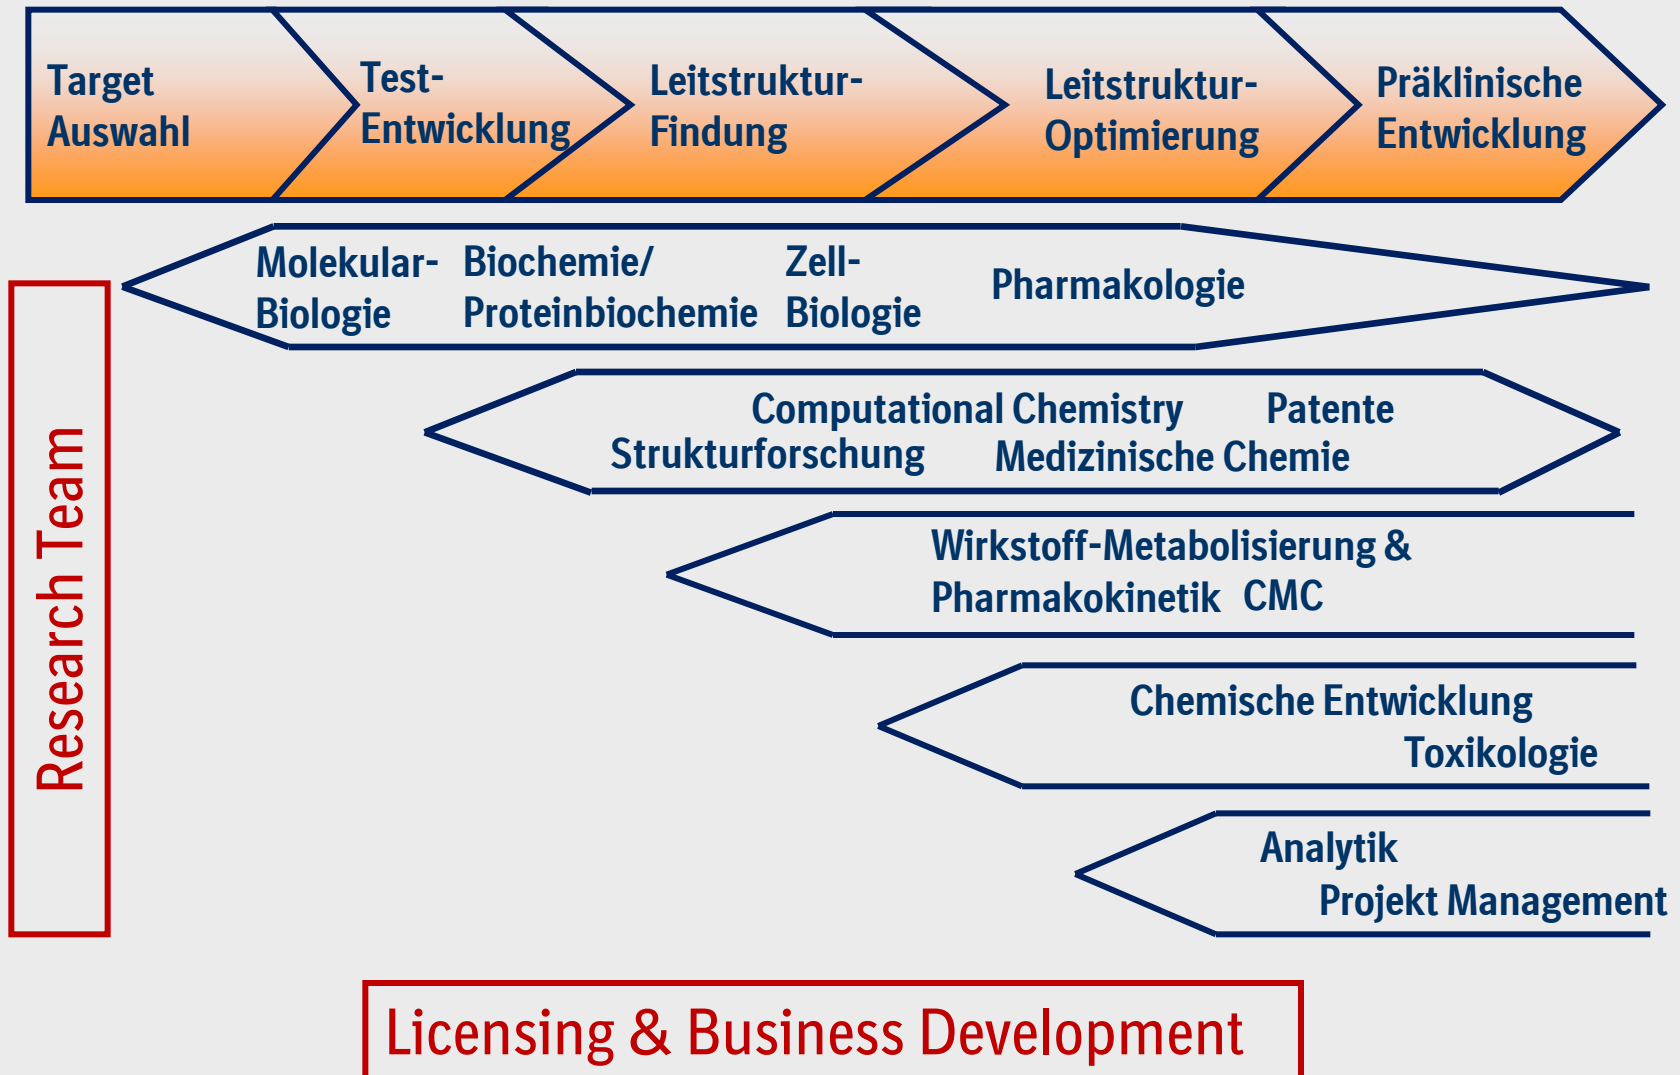 Target
Auswahl
Test-
Entwicklung
Leitstruktur-
Findung
Leitstruktur-
Optimierung
Präklinische
Entwicklung
Molekular-
Biologie
Biochemie/
Proteinbiochemie
Zell-
Biologie
Pharmakologie
Computational Chemistry
Patente
Strukturforschung
Medizinische Chemie
Wirkstoff-Metabolisierung &
Pharmakokinetik CMC
Chemische Entwicklung
Toxikologie
Analytik
Projekt Management
Research Team
Licensing & Business Development